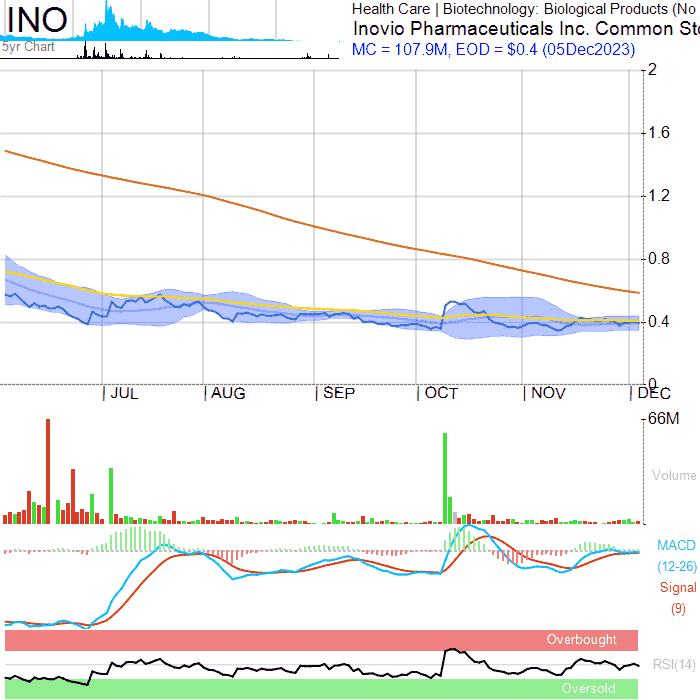 INO
5yr Chart
Health Care | Biotechnology: Biological Products (No
Inovio Pharmaceuticals Inc. Common Sto
MC = 107.9M, EOD = $0.4 (05Dec2023)
2
1.6
1.2
0.8
0.4
0
JUL
AUG
SEP
OCT
NOV
DEC
66M
Volume
MACD
(12-26)
Signal
(9)
Overbought
RSI(14)
Oversold